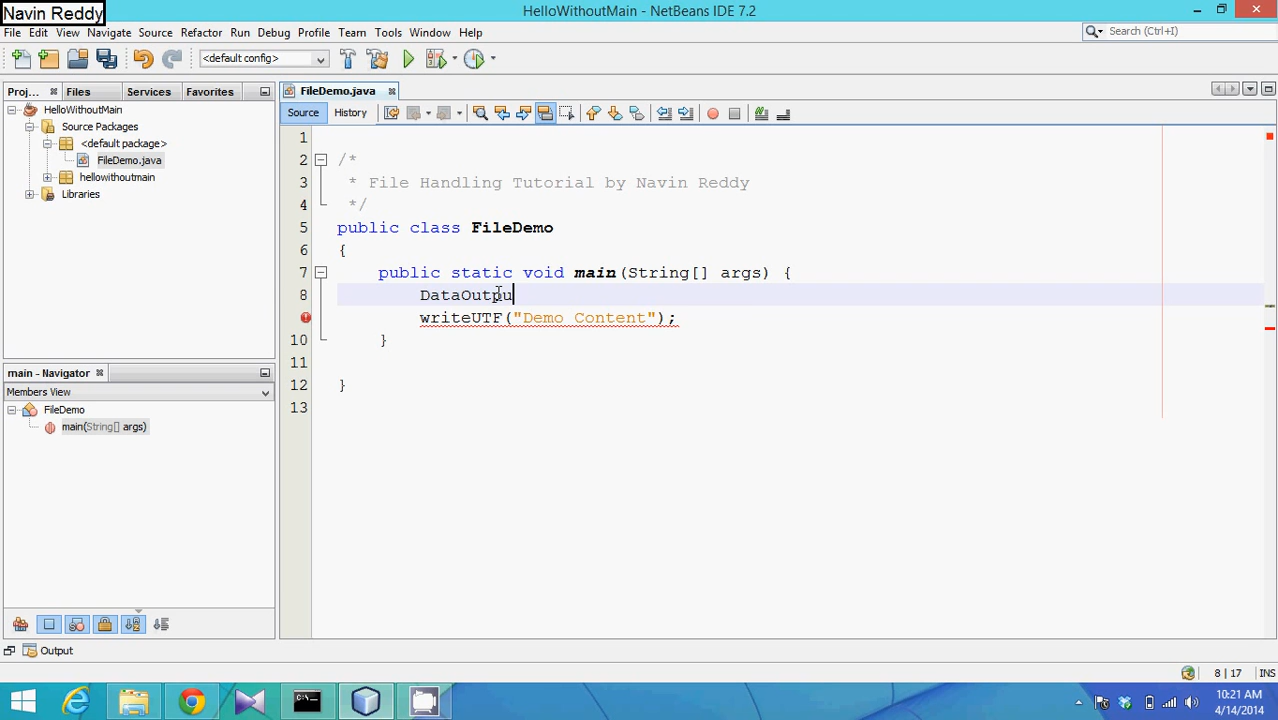 Navin Reddy
HelloWithoutMain - NetBeans IDE 7.2
File Edit View Navigate Source Refactor Run Debug Profile Team Tools Window Help
Search (Ctrl+I)
<default config>
Proj... Files Services Favorites
FileDemo.java
Source History
HelloWithoutMain
Source Packages
<default package>
FileDemo.java
hellowithoutmain
Libraries
1
2 /*
3 * File Handling Tutorial by Navin Reddy
4 */
5 public class FileDemo
6 {
7 public static void main(String[] args) {
8 DataOutpu
writeUTF("Demo Content");
10 }
11
12 }
13
main - Navigator
Members View
FileDemo
main(String[] args)
Output
8 | 17 INS
10:21 AM
4/14/2014